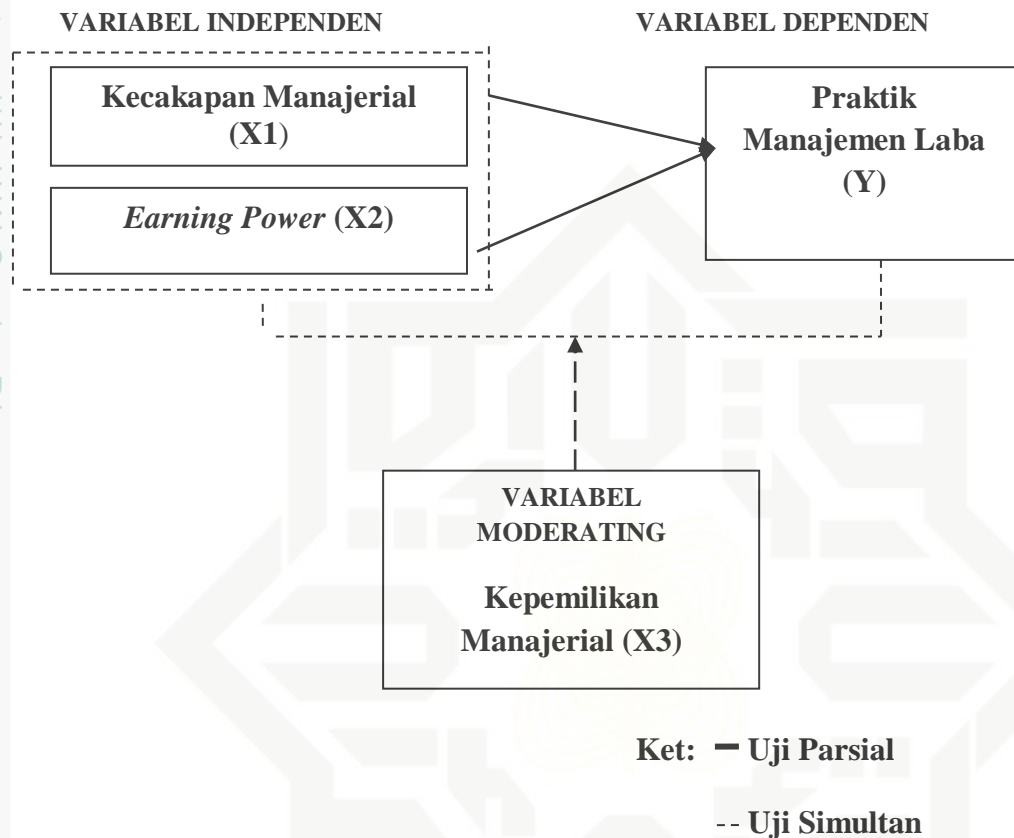 VARIABEL INDEPENDEN
VARIABEL DEPENDEN
Kecakapan Manajerial
(X1)
Earning Power (X2)
Praktik
Manajemen Laba
(Y)
VARIABEL
MODERATING
Kepemilikan
Manajerial (X3)
Ket: Uji Parsial
-- Uji Simultan